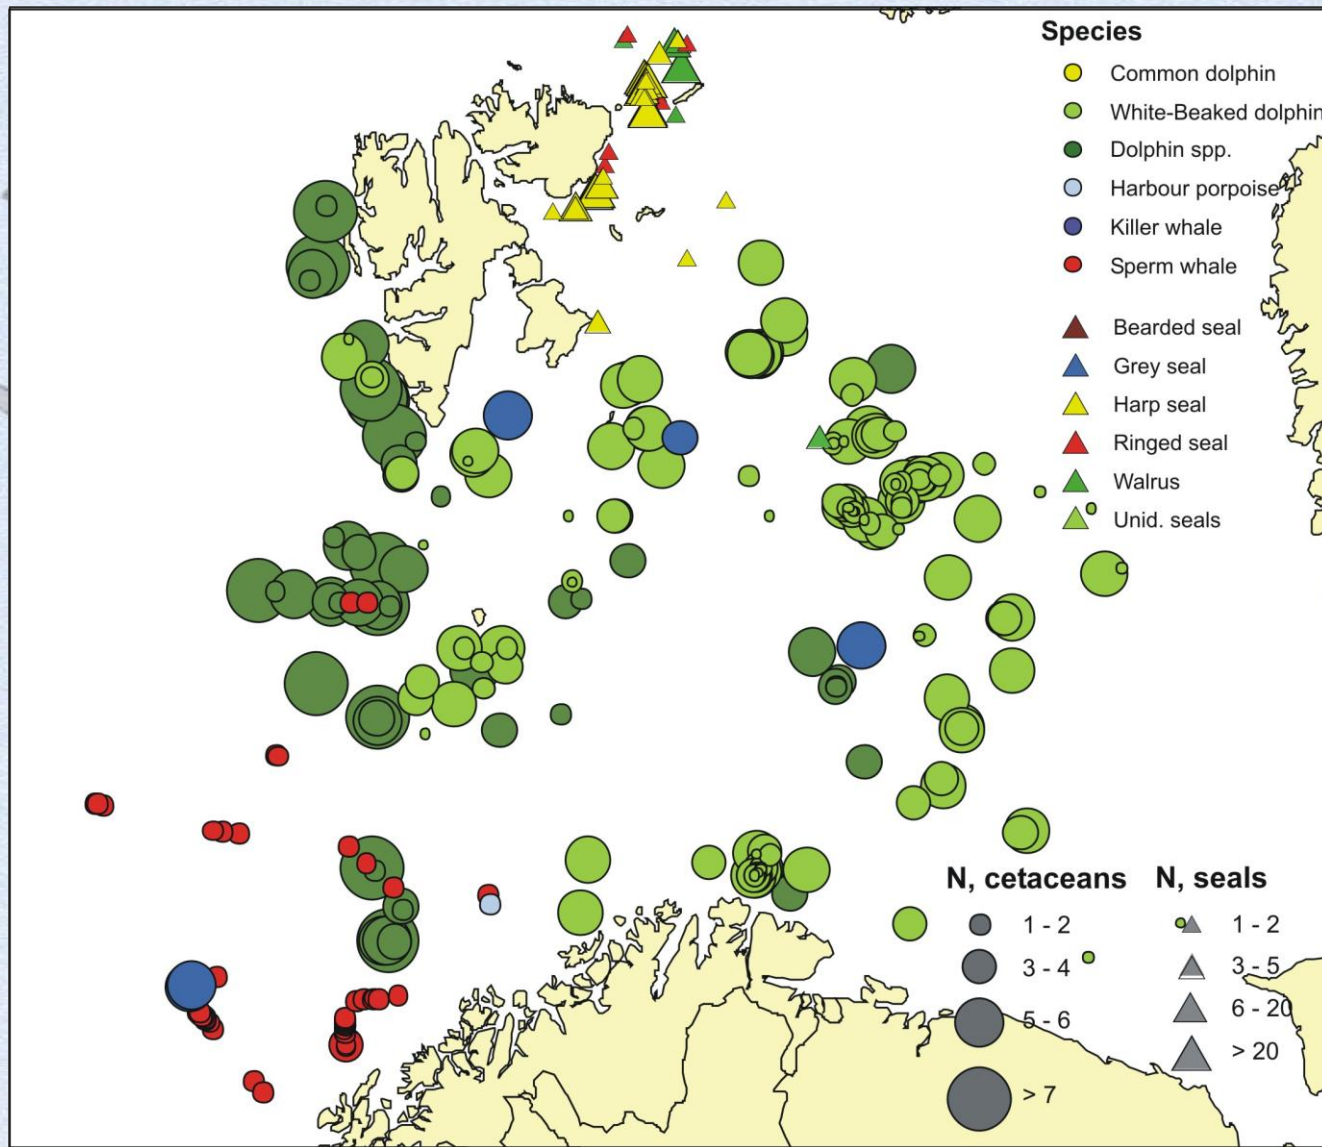 Species
Common dolphin
White-Beaked dolphin
Dolphin spp.
Harbour porpoise
Killer whale
Sperm whale
Bearded seal
Grey seal
Harp seal
Ringed seal
Walrus
Unid. seals
N, cetaceans
1 - 2
3 - 4
5 - 6
> 7
N, seals
1 - 2
3 - 5
6 - 20
> 20